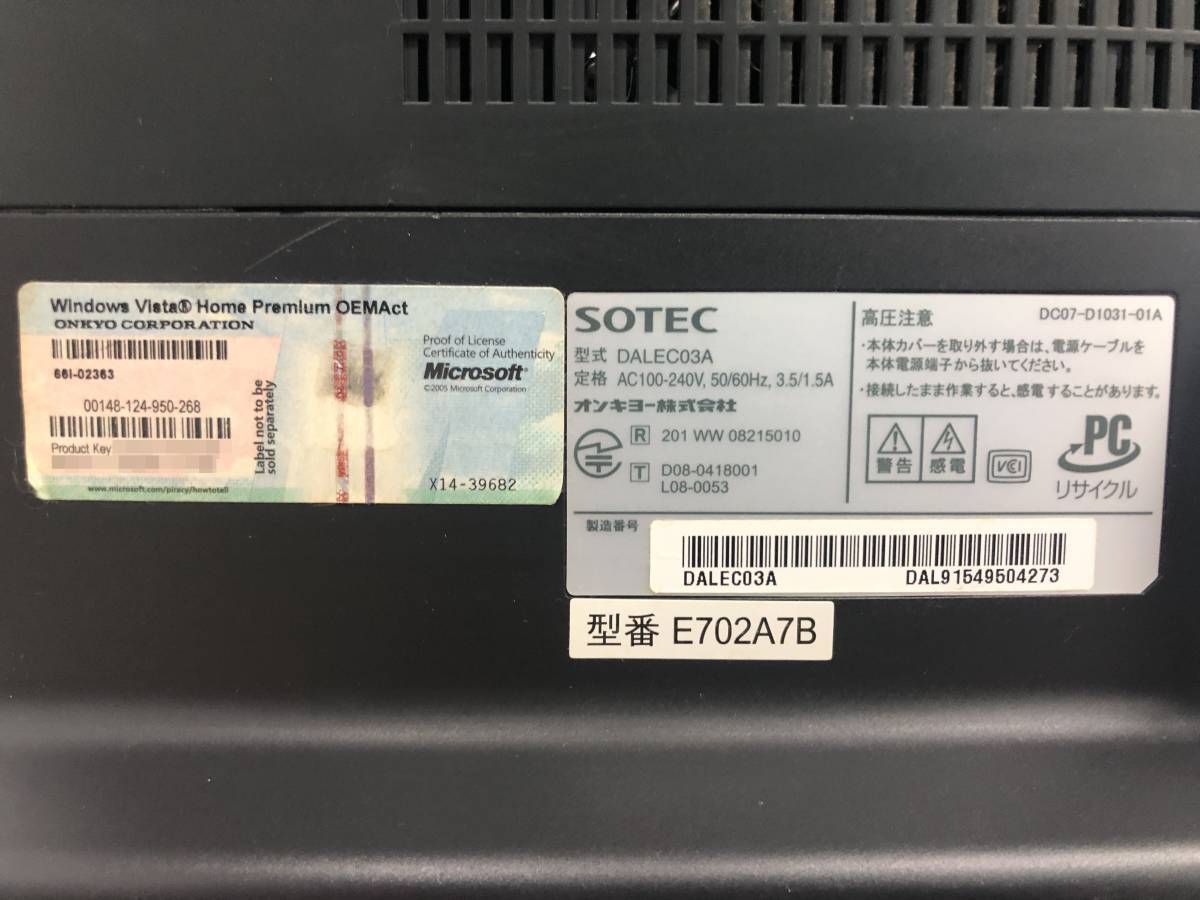 Windows Vista® Home Premium OEMAct
ONKYO CORPORATION
66I-02363
00148-124-950-268
Product Key
www.microsoft.com/piracy/howtotell
Label not to be
sold separately
Proof of License
Certificate of Authenticity
Microsoft®
©2005 Microsoft Corporation
X14-39682
SOTEC
型式 DALEC03A
定格 AC100-240V, 50/60Hz, 3.5/1.5A
オンキヨー株式会社
R 201 WW 08215010
T D08-0418001
L08-0053
高圧注意
DC07-D1031-01A
・本体カバーを取り外す場合は、電源ケーブルを
本体電源端子から抜いてください。
・接続したまま作業すると、感電することがあります。
警告
感電
VCI
PC
リサイクル
製造番号
DALEC03A DAL91549504273
型番 E702A7B